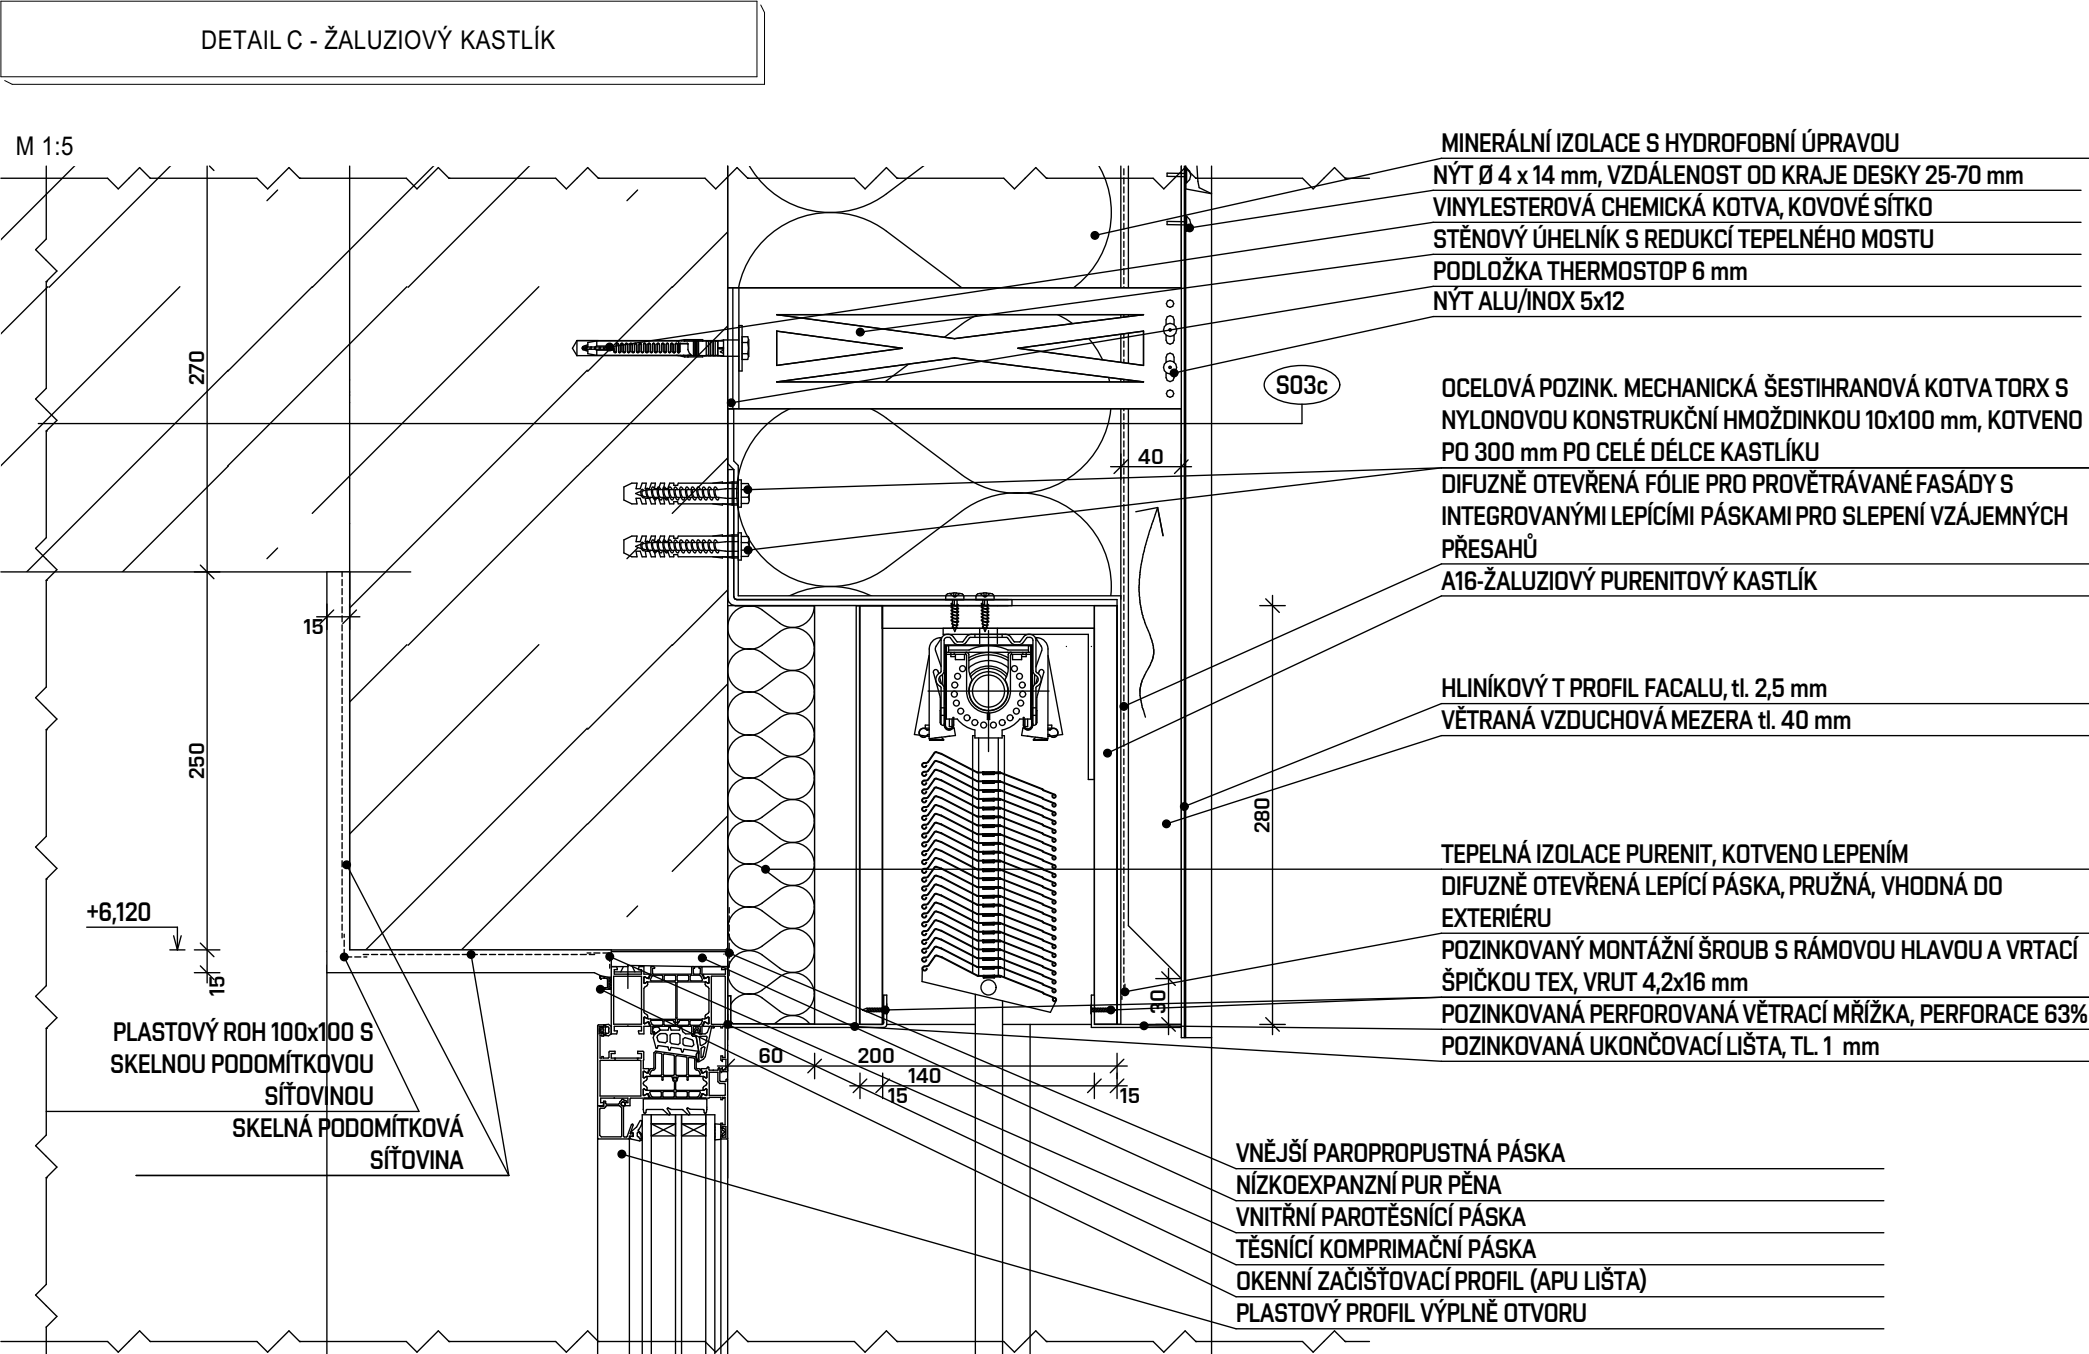 DETAIL C - ŽALUZIOVÝ KASTLÍK
M 1:5
MINERÁLNÍ IZOLACE S HYDROFOBNÍ ÚPRAVOU
NÝT Ø 4 x 14 mm, VZDÁLENOST OD KRAJE DESKY 25-70 mm
VINYLESTEROVÁ CHEMICKÁ KOTVA, KOVOVÉ SÍTKO
STĚNOVÝ ÚHELNÍK S REDUKCÍ TEPELNÉHO MOSTU
PODLOŽKA THERMOSTOP 6 mm
NÝT ALU/INOX 5x12
270
S03c
OCELOVÁ POZINK. MECHANICKÁ ŠESTIHRANOVÁ KOTVA TORX S
NYLONOVOU KONSTRUKČNÍ HMOŽDINKOU 10x100 mm, KOTVENO
PO 300 mm PO CELÉ DÉLCE KASTLÍKU
40
DIFUZNĚ OTEVŘENÁ FÓLIE PRO PROVĚTRÁVANÉ FASÁDY S
INTEGROVANÝMI LEPÍCÍMI PÁSKAMI PRO SLEPENÍ VZÁJEMNÝCH
PŘESAHŮ
A16-ŽALUZIOVÝ PURENITOVÝ KASTLÍK
15
HLINÍKOVÝ T PROFIL FACALU, tl. 2,5 mm
VĚTRANÁ VZDUCHOVÁ MEZERA tl. 40 mm
250
280
TEPELNÁ IZOLACE PURENIT, KOTVENO LEPENÍM
DIFUZNĚ OTEVŘENÁ LEPÍCÍ PÁSKA, PRUŽNÁ, VHODNÁ DO
EXTERIÉRU
+6,120
15
30
POZINKOVANÝ MONTÁŽNÍ ŠROUB S RÁMOVOU HLAVOU A VRTACÍ
ŠPIČKOU TEX, VRUT 4,2x16 mm
POZINKOVANÁ PERFOROVANÁ VĚTRACÍ MŘÍŽKA, PERFORACE 63%
POZINKOVANÁ UKONČOVACÍ LIŠTA, TL. 1 mm
PLASTOVÝ ROH 100x100 S
SKELNOU PODOMÍTKOVOU
SÍŤOVINOU
SKELNÁ PODOMÍTKOVÁ
SÍŤOVINA
60
200
140
15
15
VNĚJŠÍ PAROPROPUSTNÁ PÁSKA
NÍZKOEXPANZNÍ PUR PĚNA
VNITŘNÍ PAROTĚSNÍCÍ PÁSKA
TĚSNÍCÍ KOMPRIMAČNÍ PÁSKA
OKENNÍ ZAČIŠŤOVACÍ PROFIL (APU LIŠTA)
PLASTOVÝ PROFIL VÝPLNĚ OTVORU